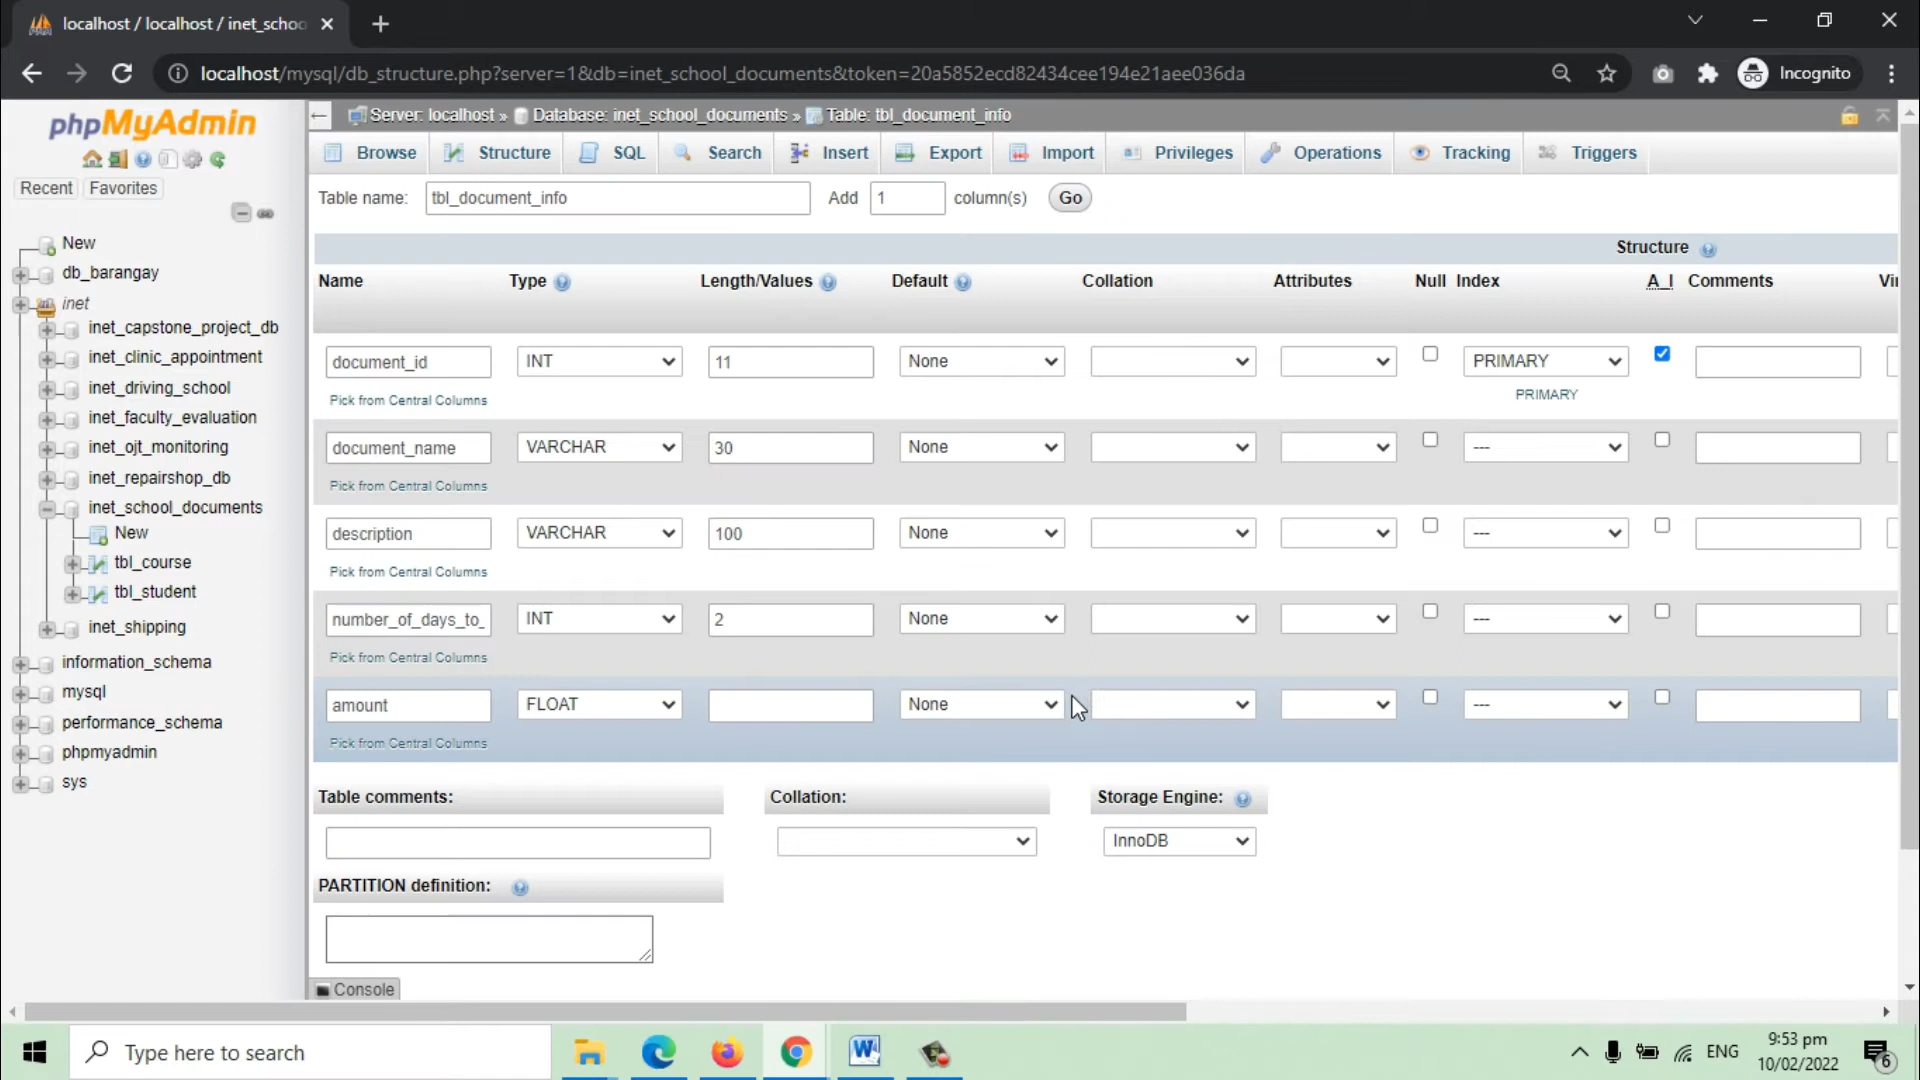 localhost / localhost / inet_schoo
localhost/mysql/db_structure.php?server=1&db=inet_school_documents&token=20a5852ecd82434cee194e21aee036da
Incognito
phpMyAdmin
Recent
Favorites
New
db_barangay
inet
inet_capstone_project_db
inet_clinic_appointment
inet_driving_school
inet_faculty_evaluation
inet_ojt_monitoring
inet_repairshop_db
inet_school_documents
New
tbl_course
tbl_student
inet_shipping
information_schema
mysql
performance_schema
phpmyadmin
sys
Server: localhost » Database: inet_school_documents » Table: tbl_document_info
Browse Structure SQL Search Insert Export Import Privileges Operations Tracking Triggers
Table name: tbl_document_info Add 1 column(s) Go
Structure
Name Type Length/Values Default Collation Attributes Null Index A_I Comments Vir
document_id INT 11 None PRIMARY
Pick from Central Columns PRIMARY
document_name VARCHAR 30 None ---
Pick from Central Columns
description VARCHAR 100 None ---
Pick from Central Columns
number_of_days_to_ INT 2 None ---
Pick from Central Columns
amount FLOAT None ---
Pick from Central Columns
Table comments: Collation: Storage Engine:
InnoDB
PARTITION definition:
Console
Type here to search
ENG
9:53 pm
10/02/2022
6